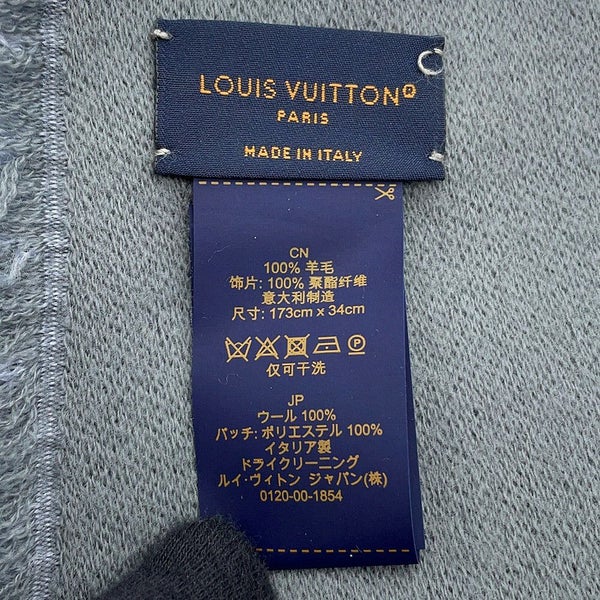 LOUIS VUITTON®
PARIS
MADE IN ITALY
CN
100% 羊毛
饰片: 100% 聚酯纤维
意大利制造
尺寸: 173cm x 34cm
P
仅可干洗
JP
ウール 100%
パッチ: ポリエステル 100%
イタリア製
ドライクリーニング
ルイ・ヴィトン ジャパン(株)
0120-00-1854